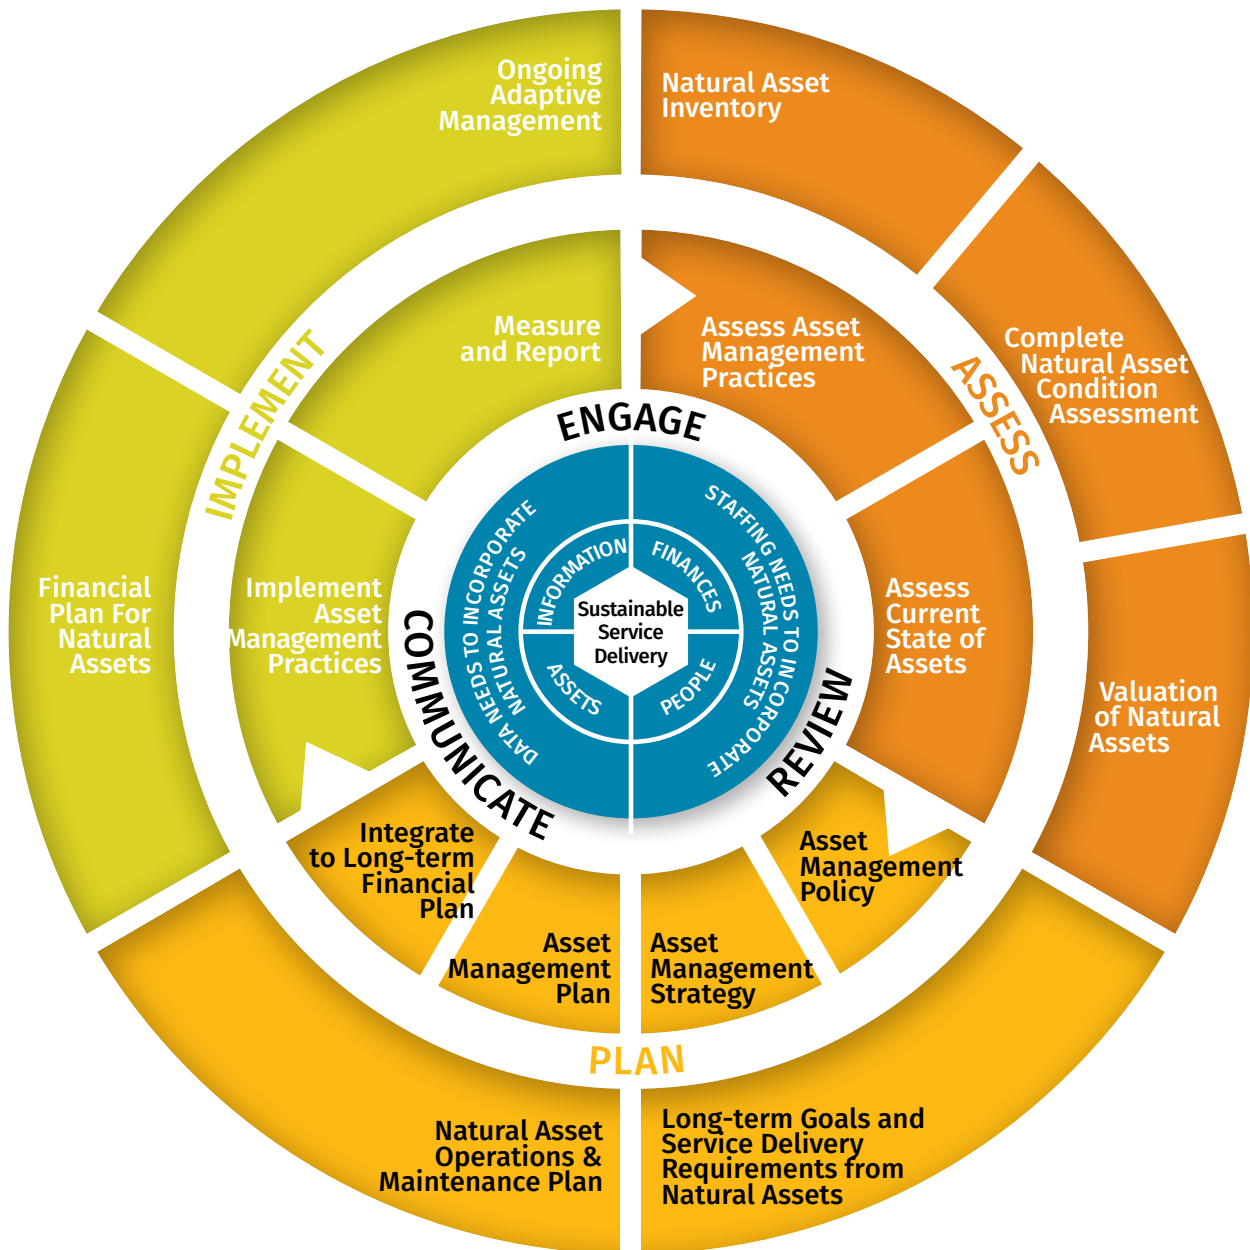 Ongoing
Adaptive
Management
Natural Asset
Inventory
Complete
Natural Asset
Condition
Assessment
Valuation
of Natural
Assets
Long-term Goals and
Service Delivery
Requirements from
Natural Assets
Natural Asset
Operations &
Maintenance Plan
Financial
Plan For
Natural
Assets
IMPLEMENT
ASSESS
PLAN
Measure
and Report
Assess Asset
Management
Practices
Assess
Current
State of
Assets
Asset
Management
Policy
Asset
Management
Strategy
Asset
Management
Plan
Integrate
to Long-term
Financial
Plan
Implement
Asset
Management
Practices
ENGAGE
REVIEW
COMMUNICATE
DATA NEEDS TO INCORPORATE
NATURAL ASSETS
STAFFING NEEDS TO INCORPORATE
NATURAL ASSETS
INFORMATION
FINANCES
ASSETS
PEOPLE
Sustainable
Service
Delivery